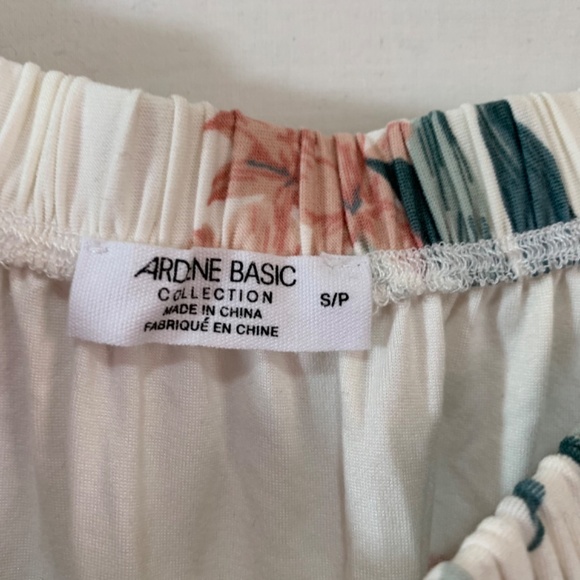 ARDENE BASIC
COLLECTION
S/P
MADE IN CHINA
FABRIQUÉ EN CHINE